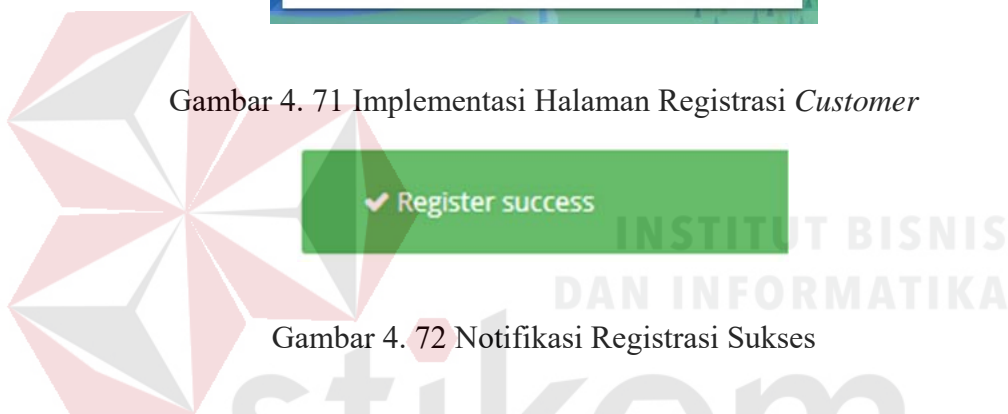 Gambar 4. 71 Implementasi Halaman Registrasi Customer
✔ Register success
INSTITUT BISNIS
DAN INFORMATIKA
Gambar 4. 72 Notifikasi Registrasi Sukses
stikom